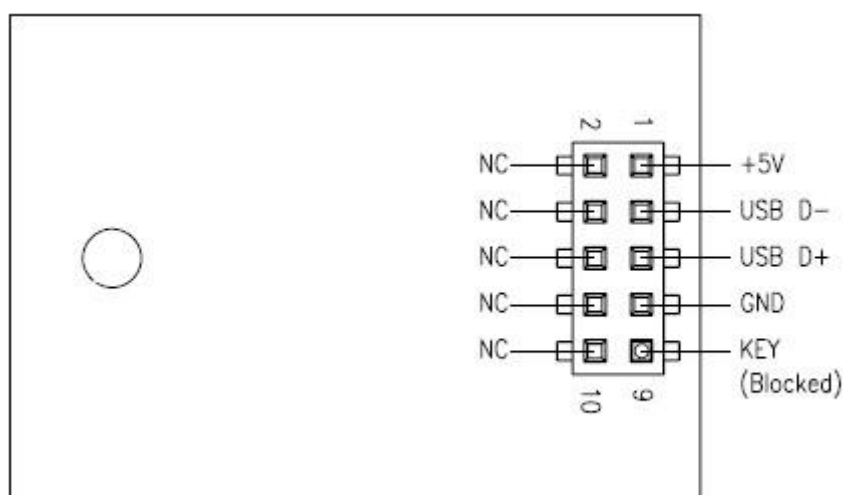 2 1
NC +5V
NC USB D-
NC USB D+
NC GND
NC KEY
(Blocked)
10 9